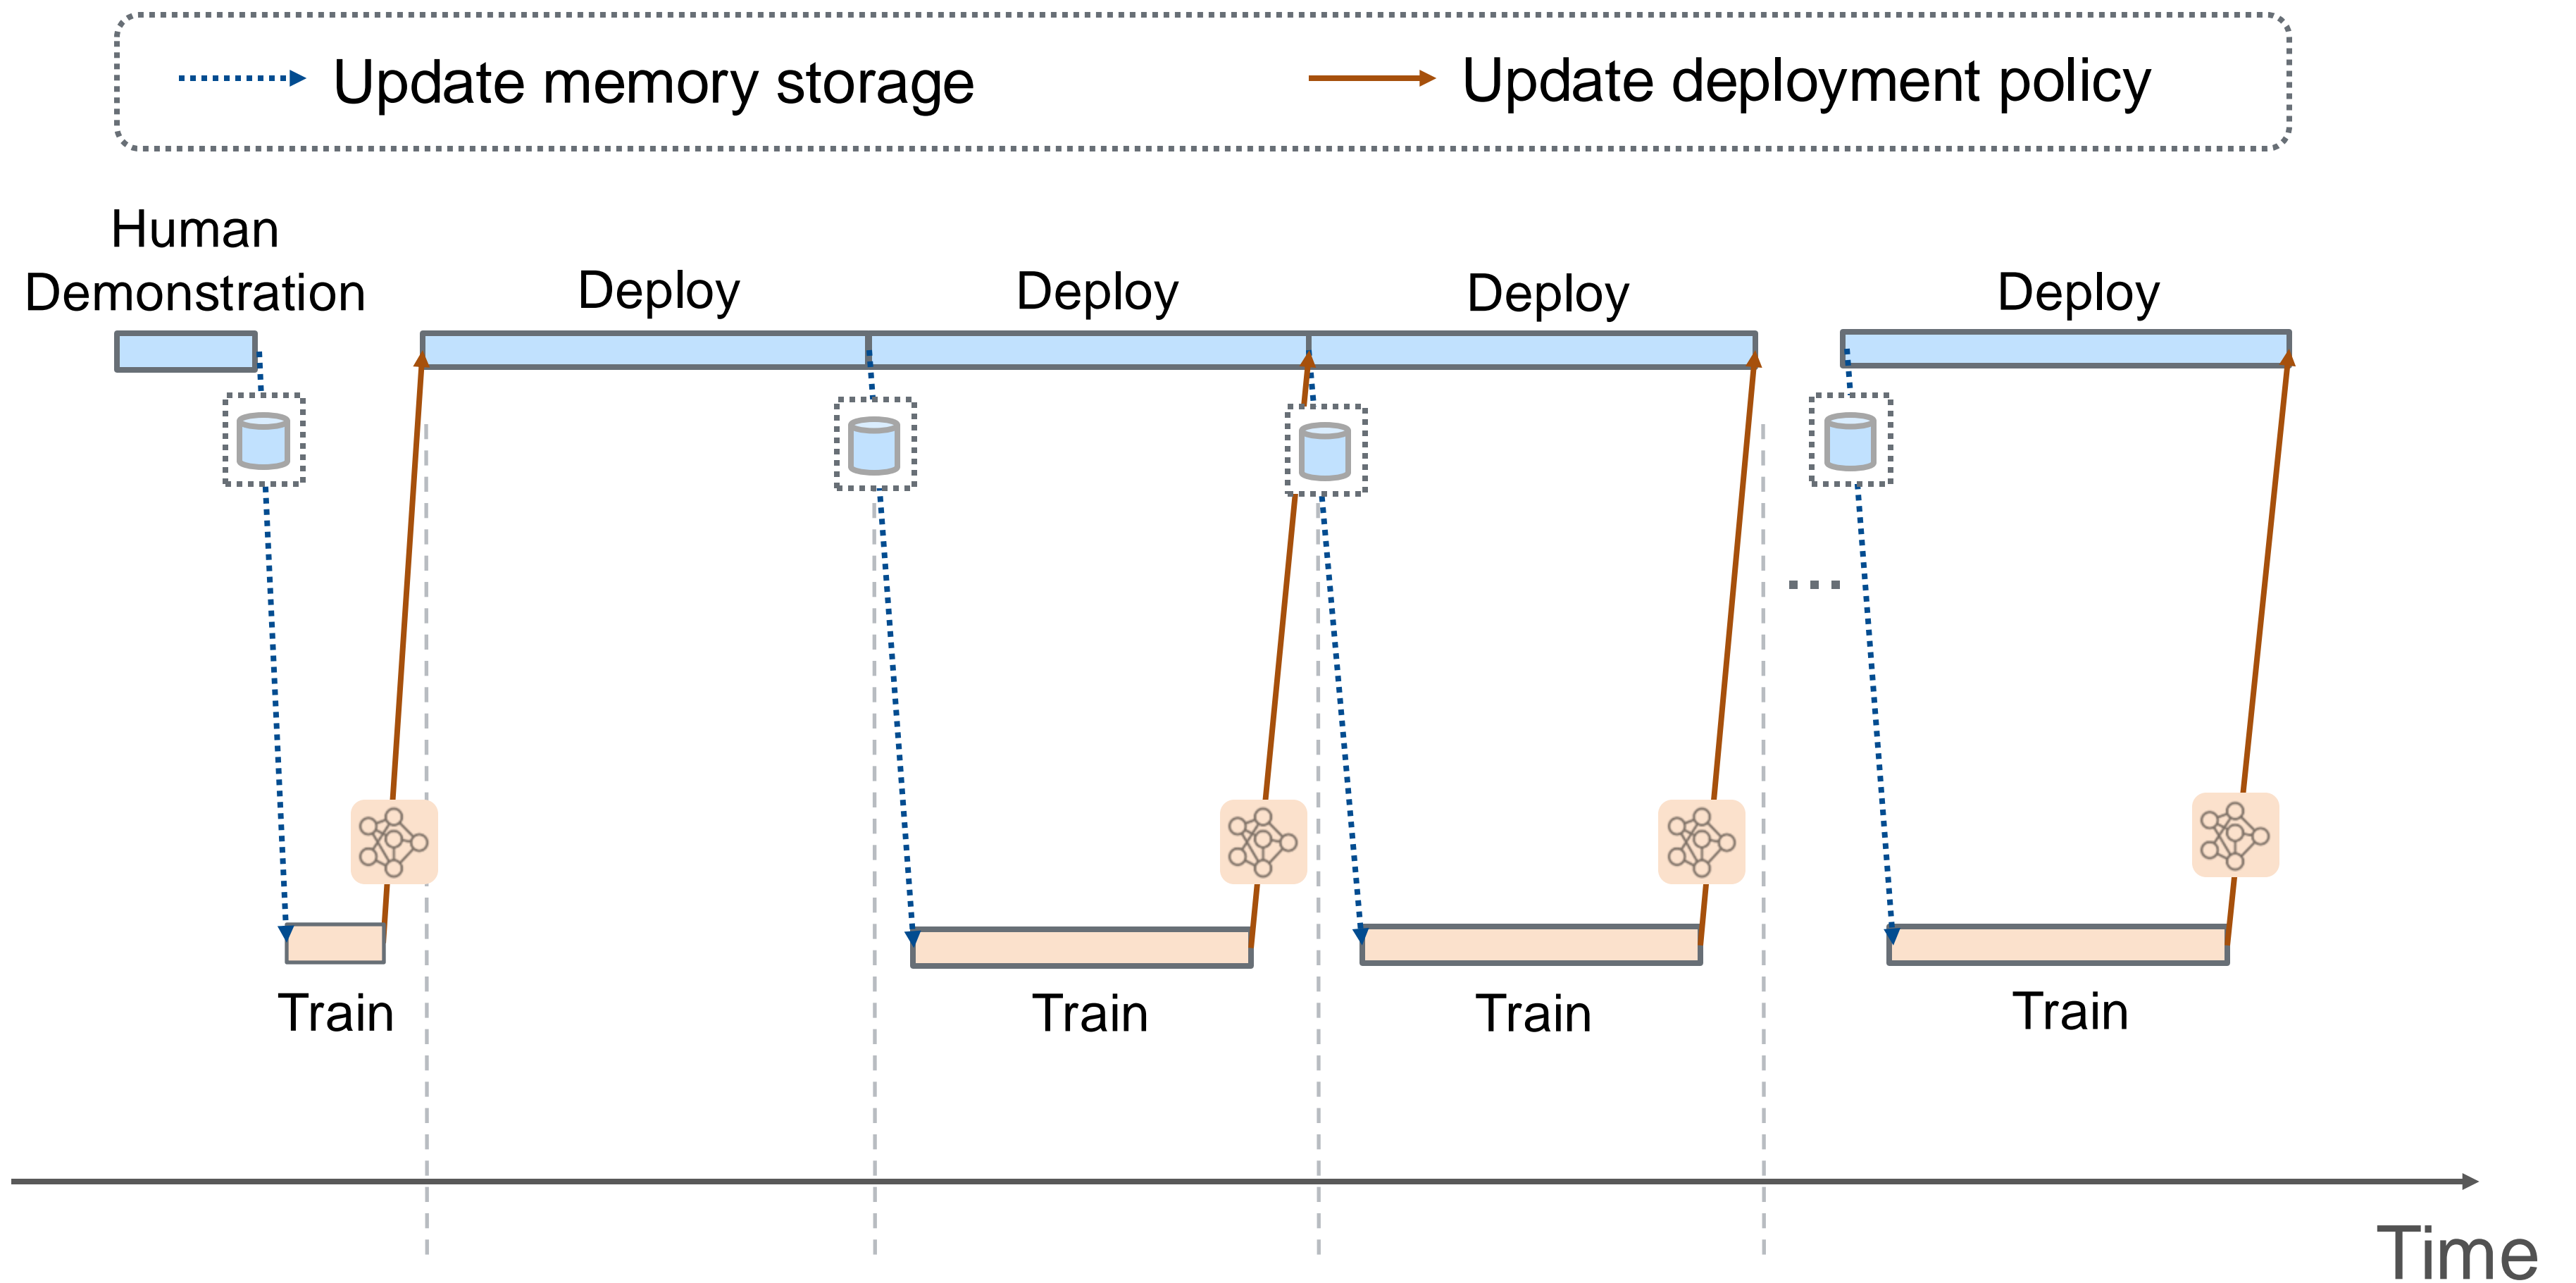 Update memory storage
Update deployment policy
Human
Demonstration
Deploy
Deploy
Deploy
Deploy
...
Train
Train
Train
Train
Time